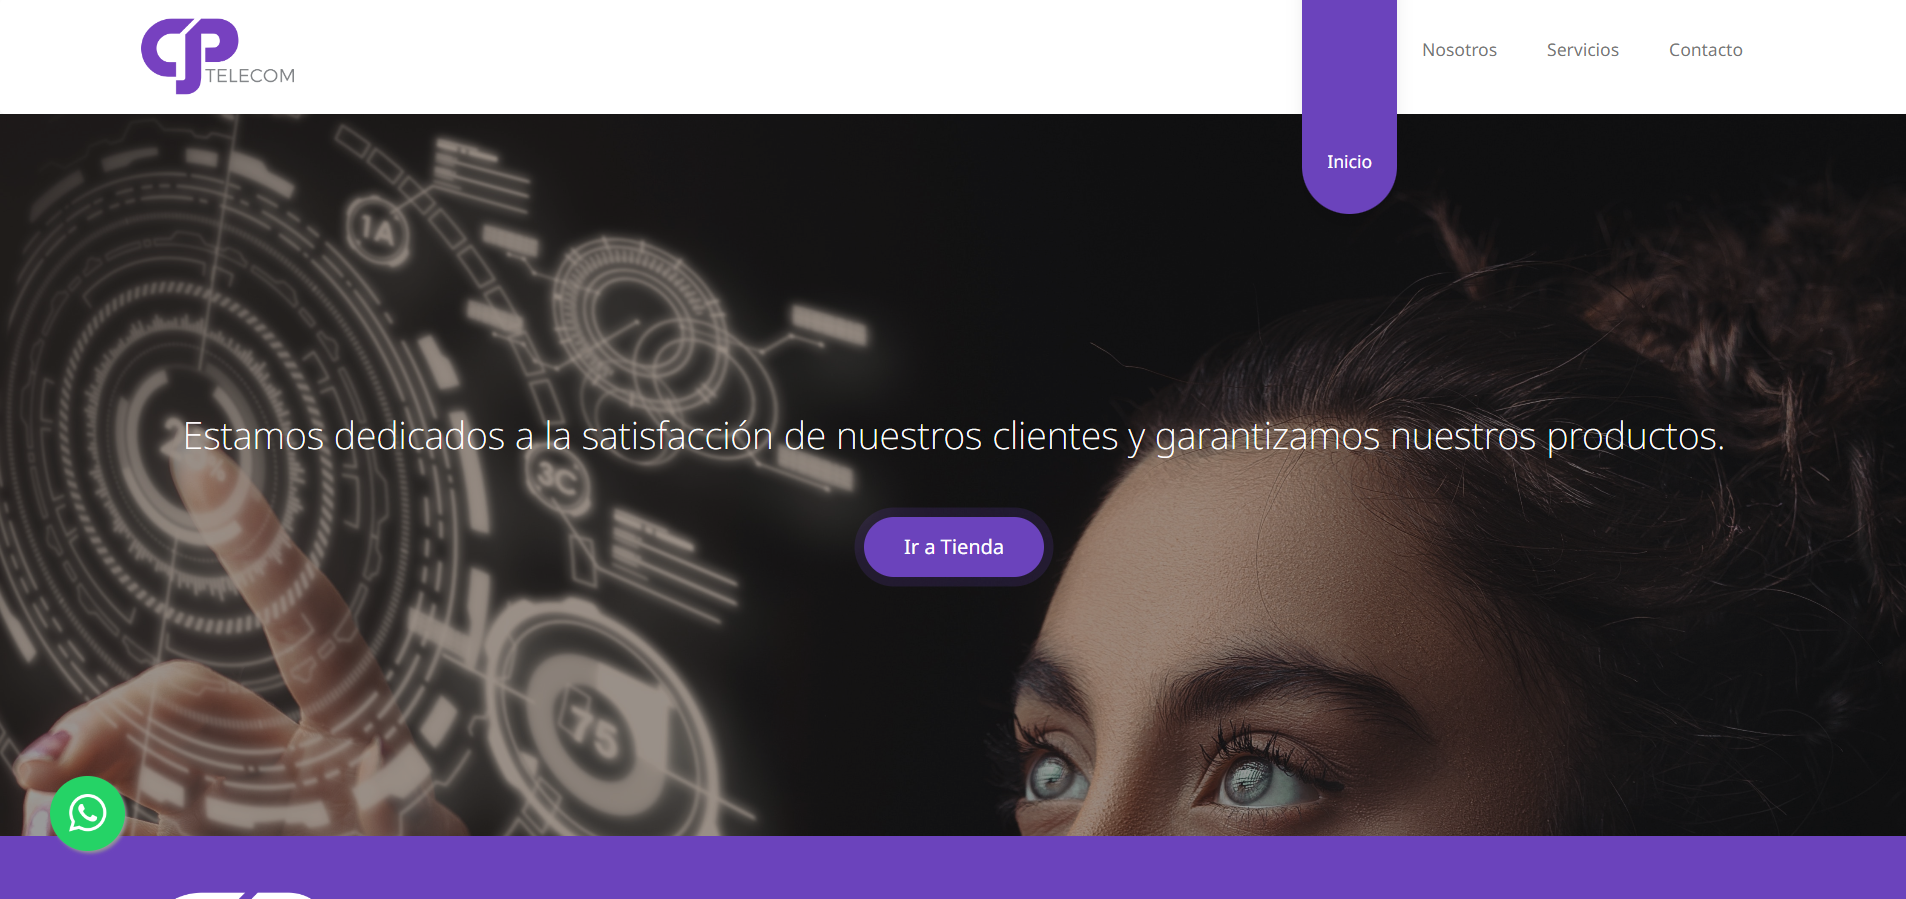 TELECOM
Nosotros
Servicios
Contacto
Inicio
1A
Estamos dedicados a la satisfacción de nuestros clientes y garantizamos nuestros productos.
3C
Ir a Tienda
75